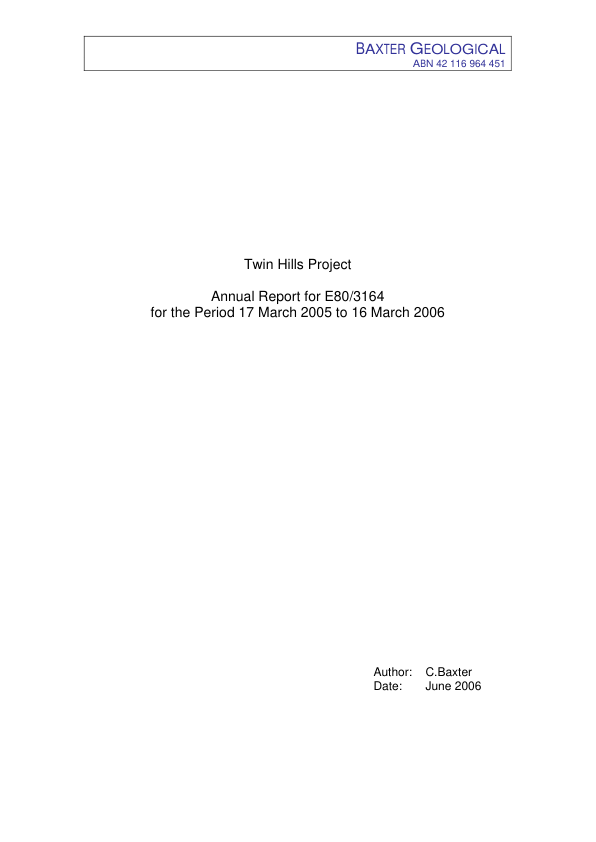 BAXTER GEOLOGICAL
ABN 42 116 964 451
Twin Hills Project
Annual Report for E80/3164
for the Period 17 March 2005 to 16 March 2006
Author: C.Baxter
Date: June 2006